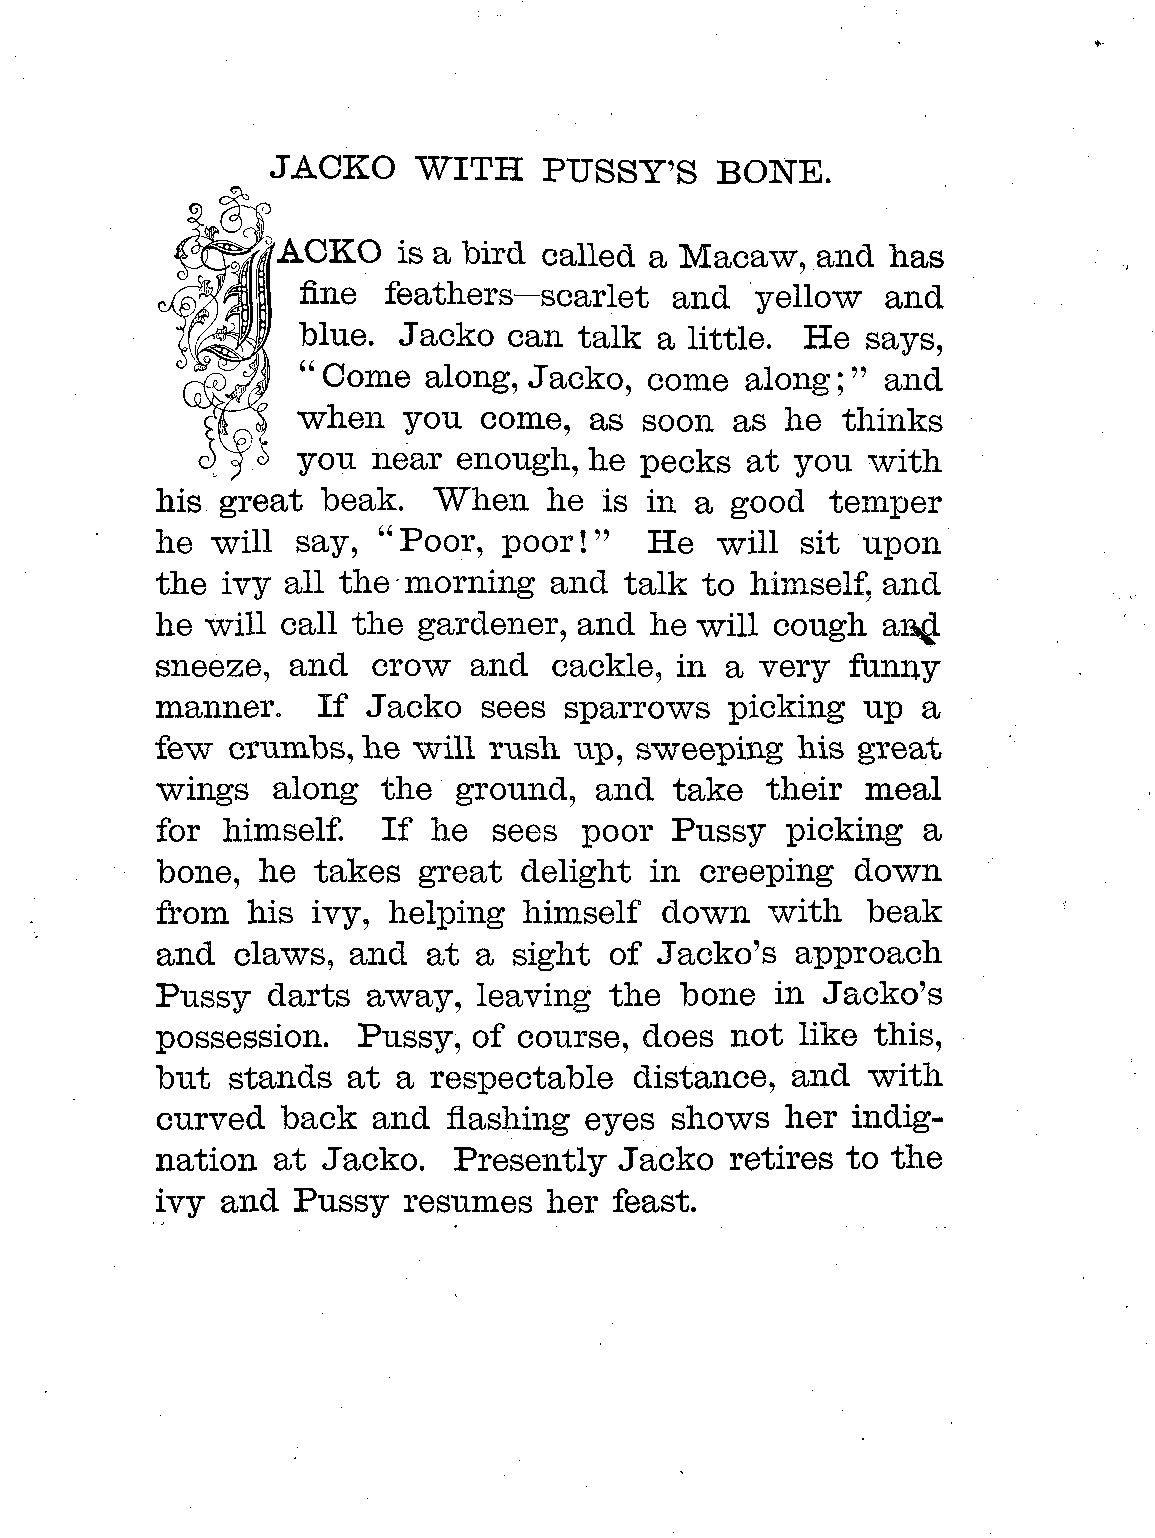 JACKO WITH PUSSY'S BONE.
JACKO is a bird called a Macaw, and has
fine feathers—scarlet and yellow and
blue. Jacko can talk a little. He says,
"Come along, Jacko, come along;" and
when you come, as soon as he thinks
you near enough, he pecks at you with
his great beak. When he is in a good temper
he will say, "Poor, poor!" He will sit upon
the ivy all the morning and talk to himself, and
he will call the gardener, and he will cough and
sneeze, and crow and cackle, in a very funny
manner. If Jacko sees sparrows picking up a
few crumbs, he will rush up, sweeping his great
wings along the ground, and take their meal
for himself. If he sees poor Pussy picking a
bone, he takes great delight in creeping down
from his ivy, helping himself down with beak
and claws, and at a sight of Jacko's approach
Pussy darts away, leaving the bone in Jacko's
possession. Pussy, of course, does not like this,
but stands at a respectable distance, and with
curved back and flashing eyes shows her indig-
nation at Jacko. Presently Jacko retires to the
ivy and Pussy resumes her feast.